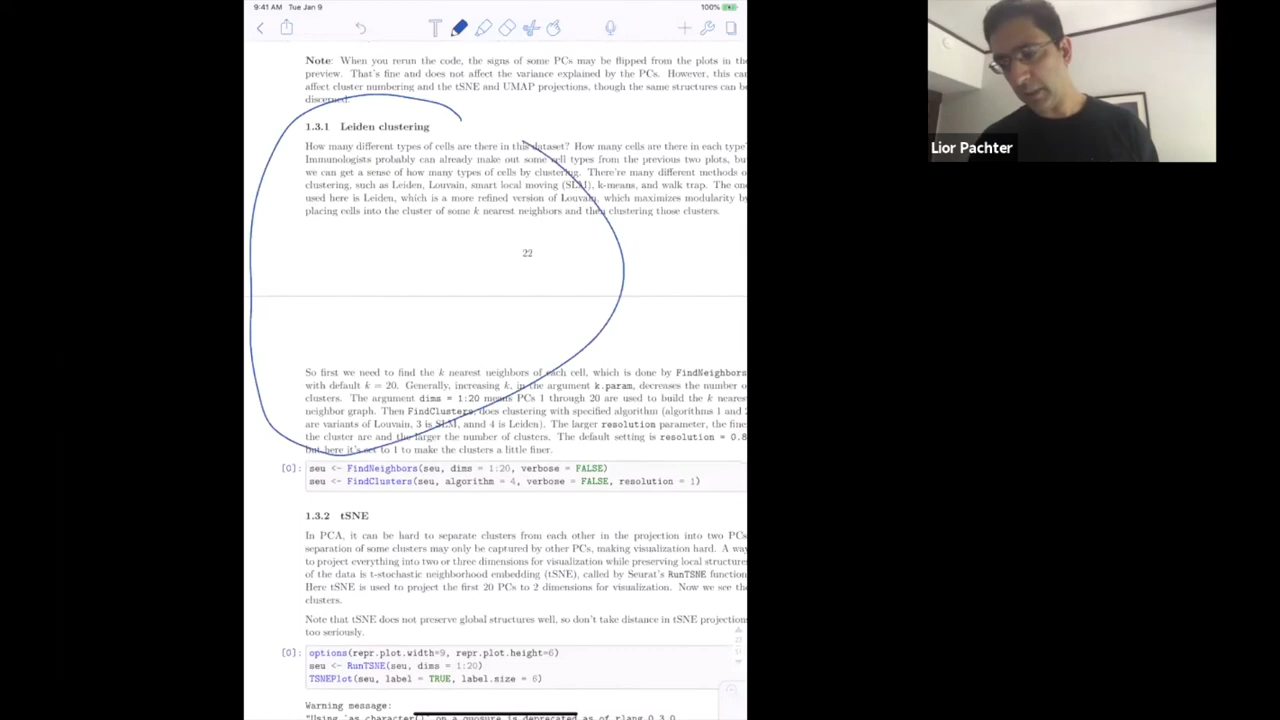 9:41 AM Tue Jan 9
100%
Note: When you rerun the code, the signs of some PCs may be flipped from the plots in the
preview. That's fine and does not affect the variance explained by the PCs. However, this can
affect cluster numbering and the tSNE and UMAP projections, though the same structures can be
discerned.
1.3.1 Leiden clustering
How many different types of cells are there in this dataset? How many cells are there in each type?
Immunologists probably can already make out some cell types from the previous two plots, but
we can get a sense of how many types of cells by clustering. There're many different methods o
clustering, such as Leiden, Louvain, smart local moving (SLM), k-means, and walk trap. The one
used here is Leiden, which is a more refined version of Louvain, which maximizes modularity by
placing cells into the cluster of some k nearest neighbors and then clustering those clusters.
22
So first we need to find the k nearest neighbors of each cell, which is done by FindNeighbors
with default k = 20. Generally, increasing k, in the argument k.param, decreases the number o
clusters. The argument dims = 1:20 means PCs 1 through 20 are used to build the k nearest
neighbor graph. Then FindClusters does clustering with specified algorithm (algorithms 1 and 2
are variants of Louvain, 3 is SLM, annd 4 is Leiden). The larger resolution parameter, the finer
the cluster are and the larger the number of clusters. The default setting is resolution = 0.8
but here it's set to 1 to make the clusters a little finer.
[0]: seu <- FindNeighbors(seu, dims = 1:20, verbose = FALSE)
seu <- FindClusters(seu, algorithm = 4, verbose = FALSE, resolution = 1)
1.3.2 tSNE
In PCA, it can be hard to separate clusters from each other in the projection into two PCs
separation of some clusters may only be captured by other PCs, making visualization hard. A way
to project everything into two or three dimensions for visualization while preserving local structure
of the data is t-stochastic neighborhood embedding (tSNE), called by Seurat's RunTSNE function
Here tSNE is used to project the first 20 PCs to 2 dimensions for visualization. Now we see the
clusters.
Note that tSNE does not preserve global structures well, so don't take distance in tSNE projection
too seriously.
[0]: options(repr.plot.width=9, repr.plot.height=6)
seu <- RunTSNE(seu, dims = 1:20)
TSNEPlot(seu, label = TRUE, label.size = 6)
Warning message:
"Using `as.character()` on a quosure is deprecated as of rlang 0.3.0
Lior Pachter